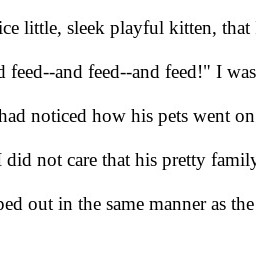 ice little, sleek playful kitten, that
feed--and feed--and feed!" I was
had noticed how his pets went on
I did not care that his pretty family
out in the same manner as the